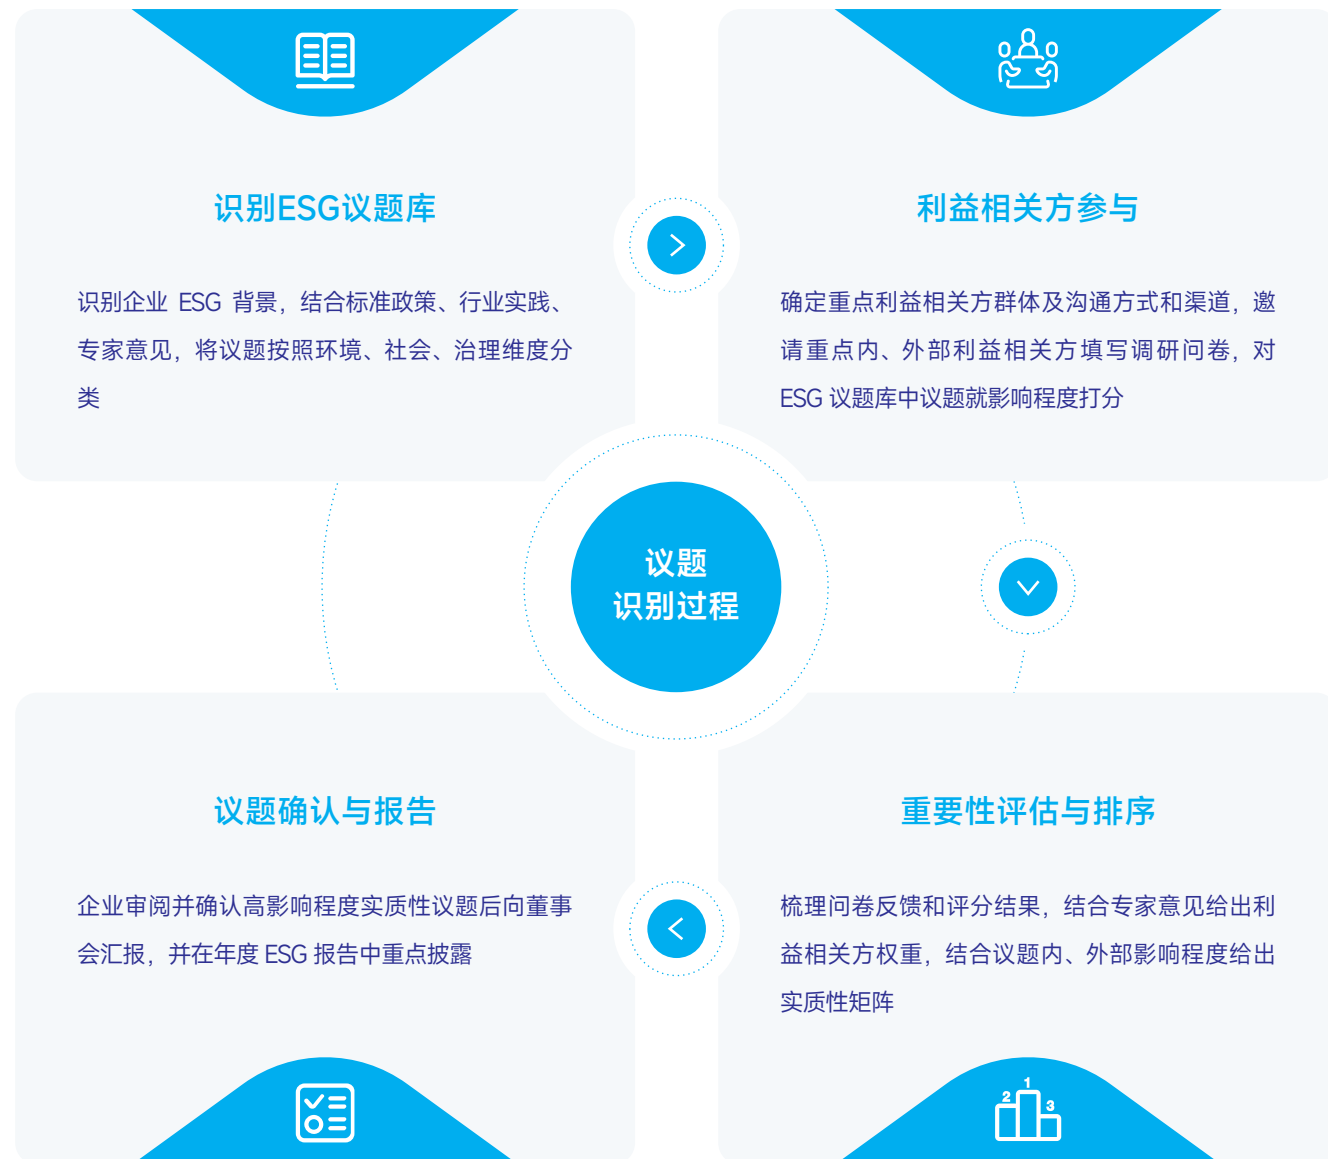 识别ESG议题库
识别企业 ESG 背景，结合标准政策、行业实践、
专家意见，将议题按照环境、社会、治理维度分
类
利益相关方参与
确定重点利益相关方群体及沟通方式和渠道，邀
请重点内、外部利益相关方填写调研问卷，对
ESG 议题库中议题就影响程度打分
议题
识别过程
议题确认与报告
企业审阅并确认高影响程度实质性议题后向董事
会汇报，并在年度 ESG 报告中重点披露
重要性评估与排序
梳理问卷反馈和评分结果，结合专家意见给出利
益相关方权重，结合议题内、外部影响程度给出
实质性矩阵
2 1 3